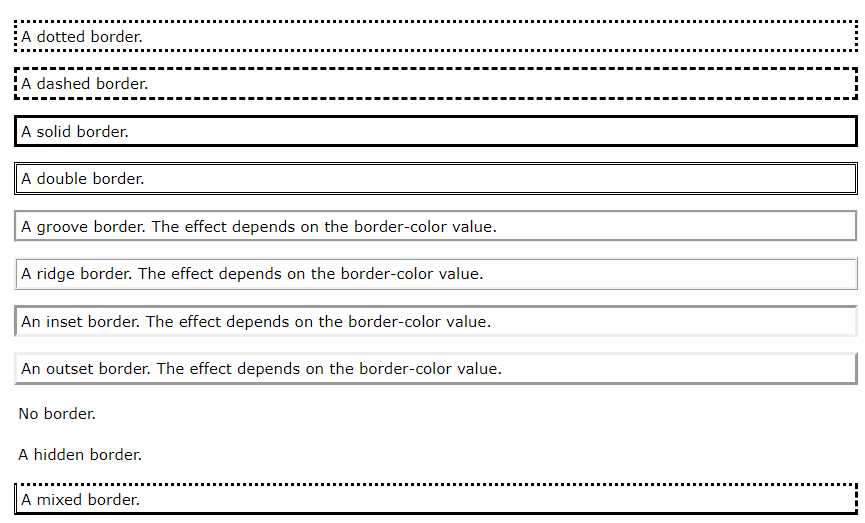 A dotted border.
A dashed border.
A solid border.
A double border.
A groove border. The effect depends on the border-color value.
A ridge border. The effect depends on the border-color value.
An inset border. The effect depends on the border-color value.
An outset border. The effect depends on the border-color value.
No border.
A hidden border.
A mixed border.